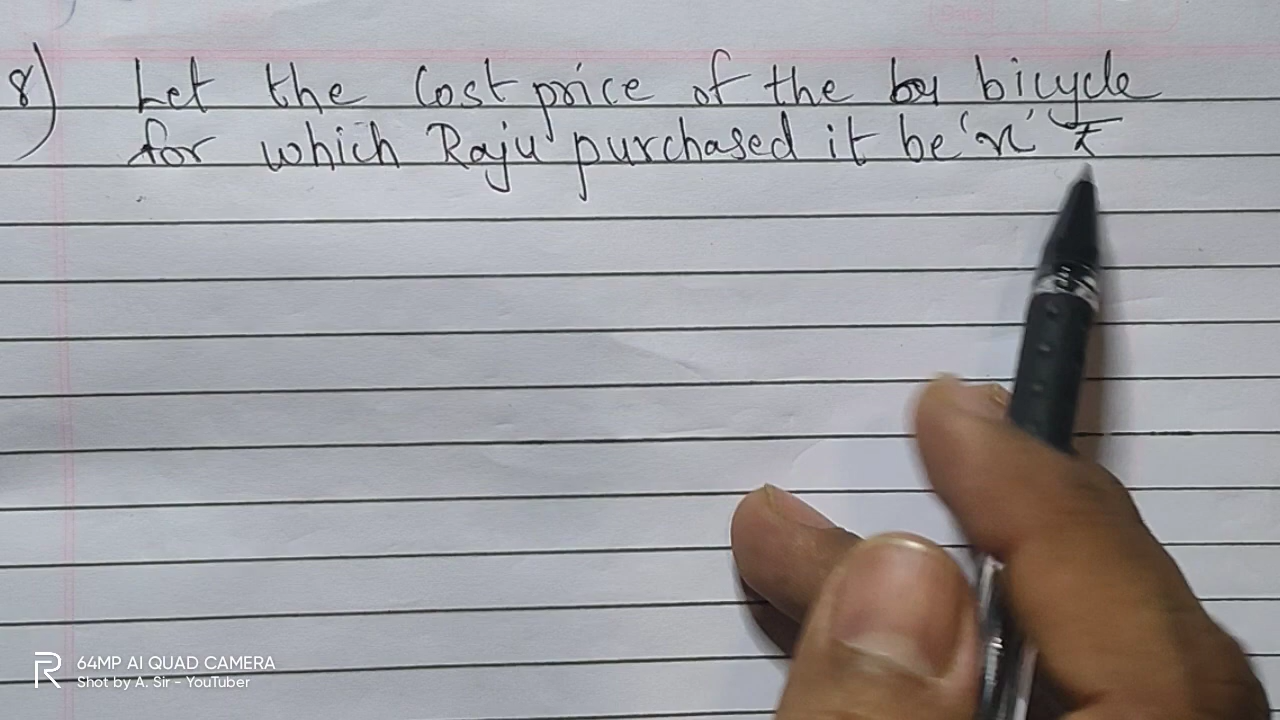 8) Let the Cost price of the bicycle
for which Raju purchased it be 'x' ₹
64MP AI QUAD CAMERA
Shot by A. Sir - YouTuber